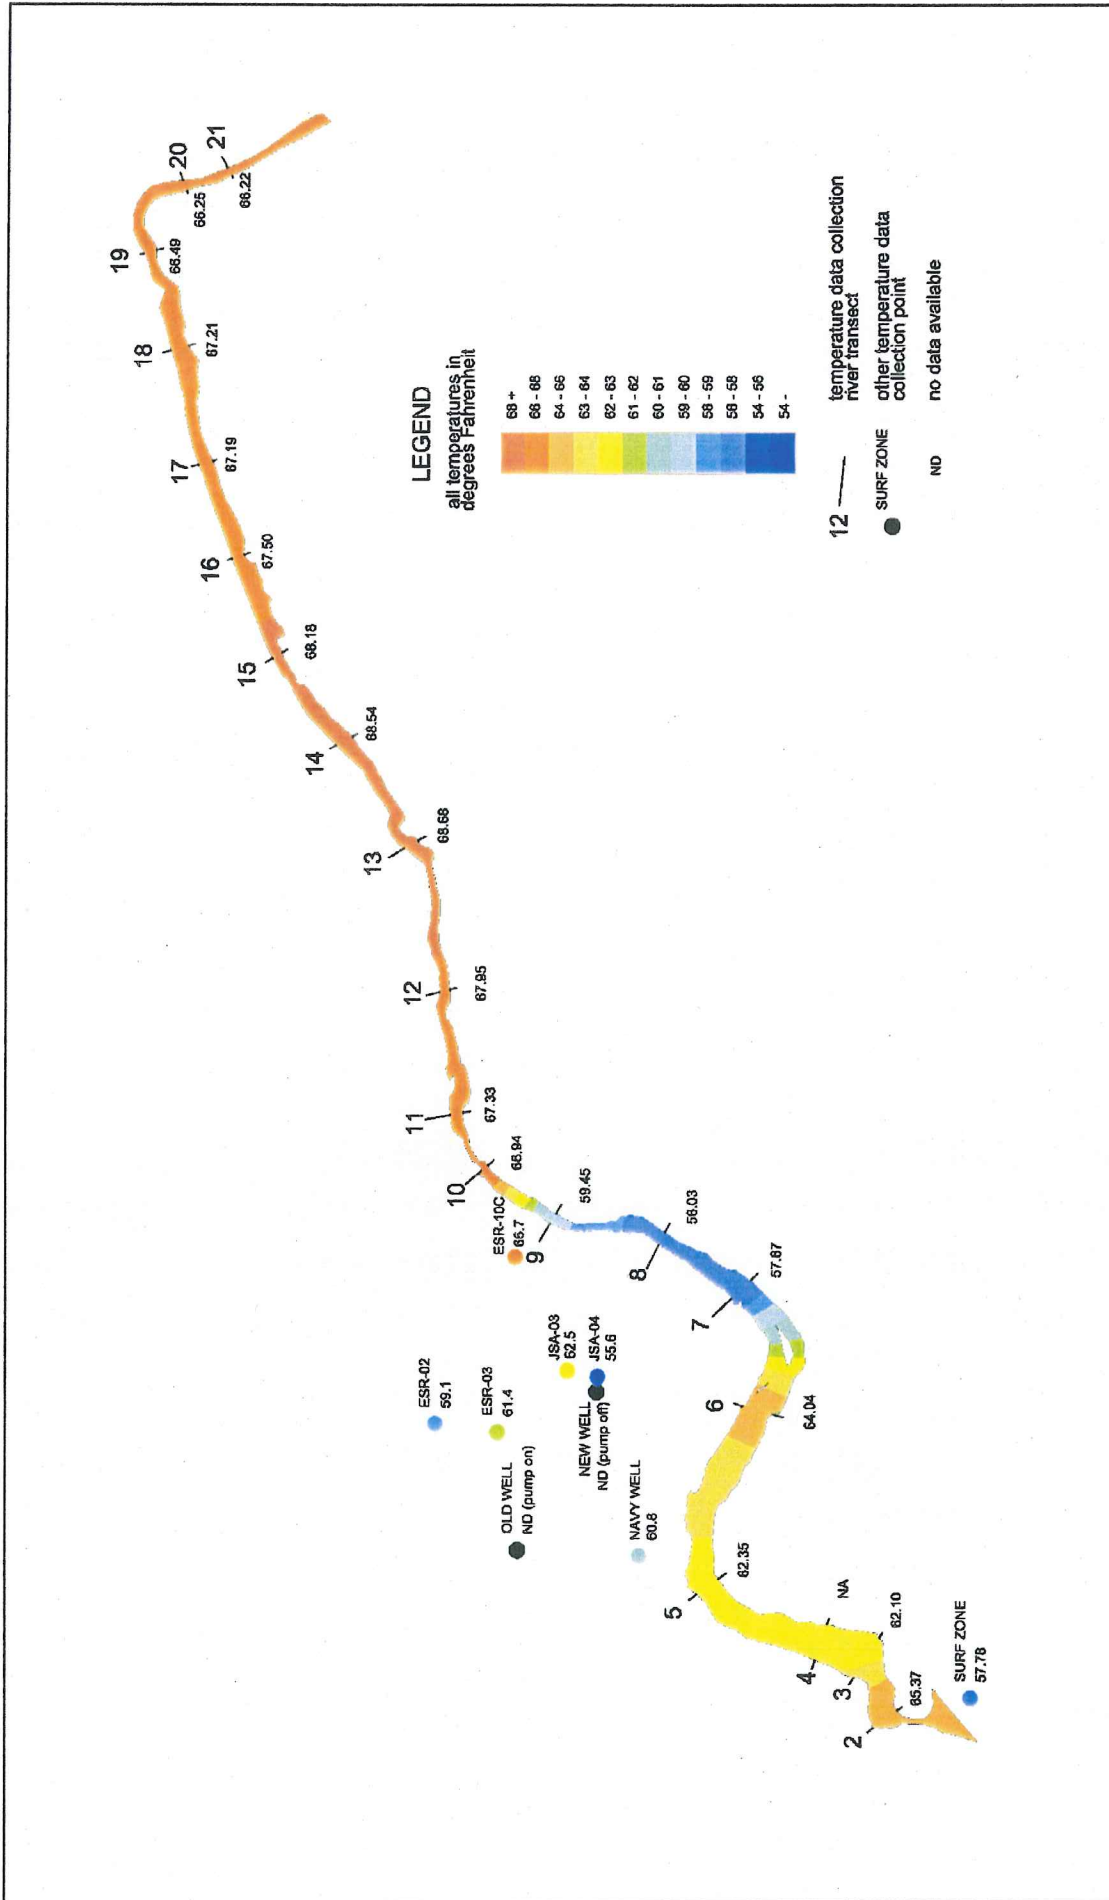 21
66.22
20
66.25
19
66.49
18
67.21
17
67.19
16
67.50
15
68.18
14
68.54
13
68.68
12
67.95
11
67.33
10
66.94
ESR-10C
66.7
9
59.45
8
56.03
7
57.67
6
64.04
5
62.35
4
NA
3
62.10
2
65.37
SURF ZONE
57.78
ESR-02
59.1
ESR-03
61.4
OLD WELL
ND (pump on)
JSA-03
62.5
JSA-04
55.6
NEW WELL
ND (pump off)
NAVY WELL
60.8
LEGEND
all temperatures in
degrees Fahrenheit
68 +
66 - 68
64 - 66
63 - 64
62 - 63
61 - 62
60 - 61
59 - 60
58 - 59
56 - 58
54 - 56
54 -
12
temperature data collection
river transect
SURF ZONE
other temperature data
collection point
ND
no data available